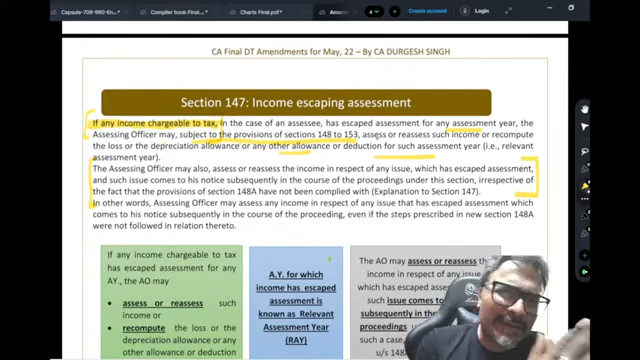 Capsule-709-960-En
Compiler book Final
Charts Final.pdf*
Amen
4
Create account
Login
CA Final DT Amendments for May, 22 – By CA DURGESH SINGH
Section 147: Income escaping assessment
If any income chargeable to tax, in the case of an assessee, has escaped assessment for any assessment year, the
Assessing Officer may, subject to the provisions of sections 148 to 153, assess or reassess such income or recompute
the loss or the depreciation allowance or any other allowance or deduction for such assessment year (i.e., relevant
assessment year).
The Assessing Officer may also, assess or reassess the income in respect of any issue, which has escaped assessment,
and such issue comes to his notice subsequently in the course of the proceedings under this section, irrespective of
the fact that the provisions of section 148A have not been complied with (Explanation to Section 147).
In other words, Assessing Officer may assess any income in respect of any issue that has escaped assessment which
comes to his notice subsequently in the course of the proceeding, even if the steps prescribed in new section 148A
were not followed in relation thereto.
If any income chargeable to tax
has escaped assessment for any
AY., the AO may
• assess or reassess such
income or
• recompute the loss or the
depreciation allowance or
any other allowance or deduction
A.Y. for which
income has escaped
assessment is
known as Relevant
Assessment Year
(RAY)
The AO may assess or reassess the
income in respect of any issue
which has escaped
such issue comes to
subsequently in the
proceedings
such a case,
u/s 148A